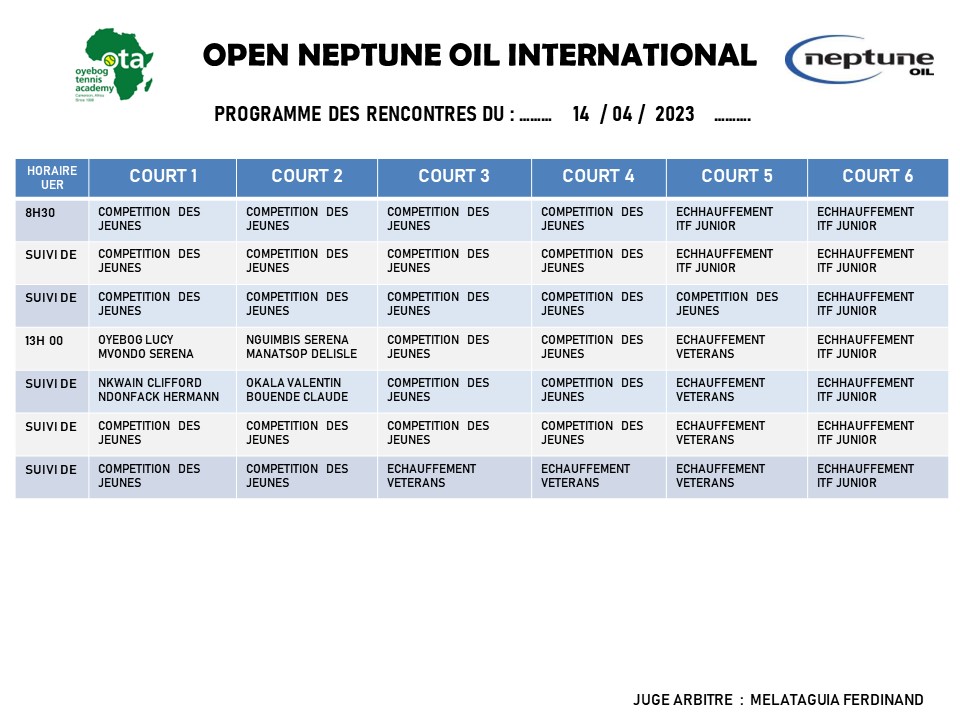 ota
oyebog
tennis
academy
Cameroon, Africa
Since 1998
OPEN NEPTUNE OIL INTERNATIONAL
neptune
OIL
PROGRAMME DES RENCONTRES DU : ......... 14 / 04 / 2023 ..........
HORAIRE
UER
COURT 1
COURT 2
COURT 3
COURT 4
COURT 5
COURT 6
8H30
COMPETITION DES
JEUNES
COMPETITION DES
JEUNES
COMPETITION DES
JEUNES
COMPETITION DES
JEUNES
ECHHAUFFEMENT
ITF JUNIOR
ECHHAUFFEMENT
ITF JUNIOR
SUIVI DE
COMPETITION DES
JEUNES
COMPETITION DES
JEUNES
COMPETITION DES
JEUNES
COMPETITION DES
JEUNES
ECHHAUFFEMENT
ITF JUNIOR
ECHHAUFFEMENT
ITF JUNIOR
SUIVI DE
COMPETITION DES
JEUNES
COMPETITION DES
JEUNES
COMPETITION DES
JEUNES
COMPETITION DES
JEUNES
COMPETITION DES
JEUNES
ECHHAUFFEMENT
ITF JUNIOR
13H 00
OYEBOG LUCY
MVONDO SERENA
NGUIMBIS SERENA
MANATSOP DELISLE
COMPETITION DES
JEUNES
COMPETITION DES
JEUNES
ECHAUFFEMENT
VETERANS
ECHHAUFFEMENT
ITF JUNIOR
SUIVI DE
NKWAIN CLIFFORD
NDONFACK HERMANN
OKALA VALENTIN
BOUENDE CLAUDE
COMPETITION DES
JEUNES
COMPETITION DES
JEUNES
ECHAUFFEMENT
VETERANS
ECHHAUFFEMENT
ITF JUNIOR
SUIVI DE
COMPETITION DES
JEUNES
COMPETITION DES
JEUNES
COMPETITION DES
JEUNES
COMPETITION DES
JEUNES
ECHAUFFEMENT
VETERANS
ECHHAUFFEMENT
ITF JUNIOR
SUIVI DE
COMPETITION DES
JEUNES
COMPETITION DES
JEUNES
ECHAUFFEMENT
VETERANS
ECHAUFFEMENT
VETERANS
ECHAUFFEMENT
VETERANS
ECHHAUFFEMENT
ITF JUNIOR
JUGE ARBITRE : MELATAGUIA FERDINAND